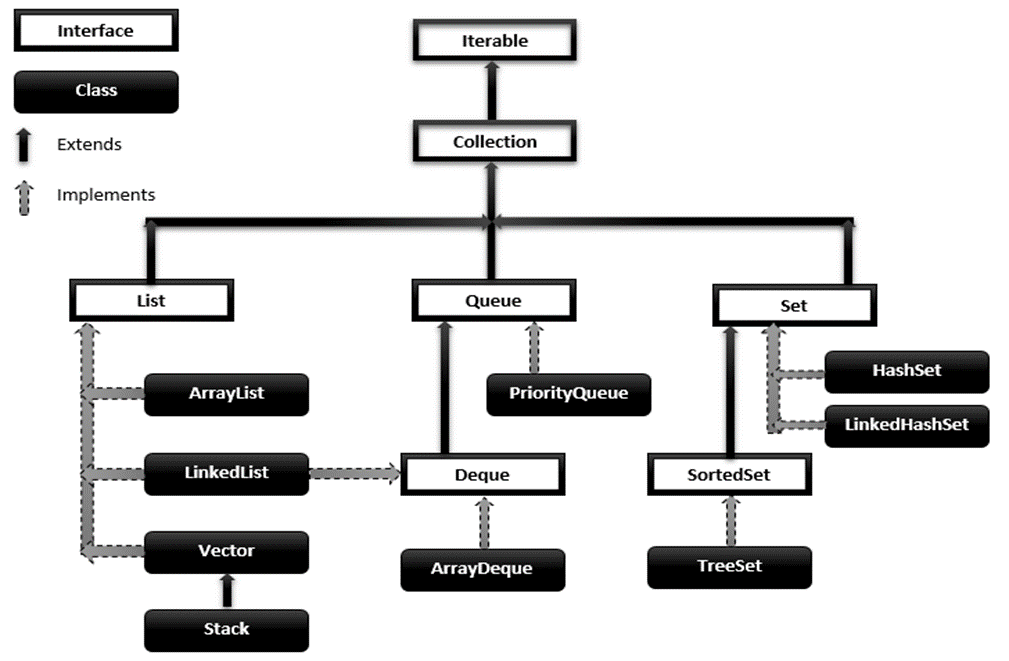 Interface
Class
Extends
Implements
Iterable
Collection
List
Queue
Set
ArrayList
PriorityQueue
HashSet
LinkedHashSet
LinkedList
Deque
SortedSet
Vector
ArrayDeque
TreeSet
Stack